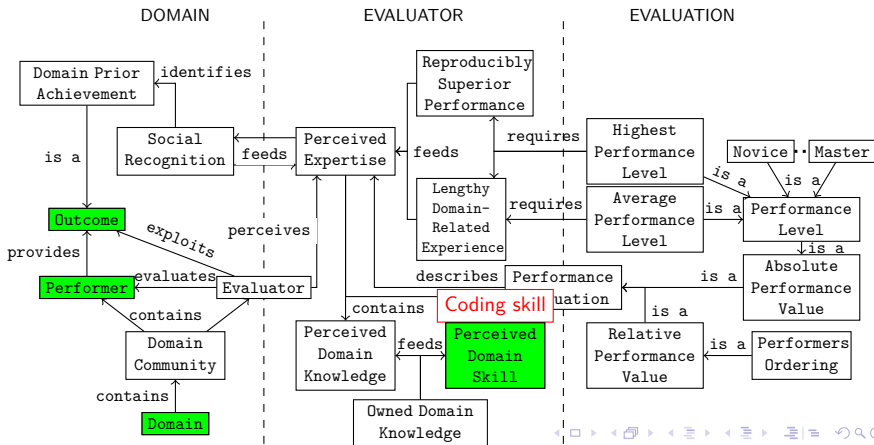 DOMAIN
EVALUATOR
EVALUATION
Domain Prior
Achievement
identifies
Social
Recognition
is a
feeds
Perceived
Expertise
Reproducibly
Superior
Performance
feeds
requires
Highest
Performance
Level
Novice
··
Master
is a
is a
Lengthy
Domain-
Related
Experience
requires
Average
Performance
Level
is a
Performance
Level
is a
Outcome
exploits
provides
perceives
Performer
evaluates
Evaluator
describes
Performance
uation
is a
Absolute
Performance
Value
contains
Domain
Community
contains
Domain
contains
Coding skill
Perceived
Domain
Knowledge
feeds
Perceived
Domain
Skill
Owned Domain
Knowledge
is a
Relative
Performance
Value
is a
Performers
Ordering